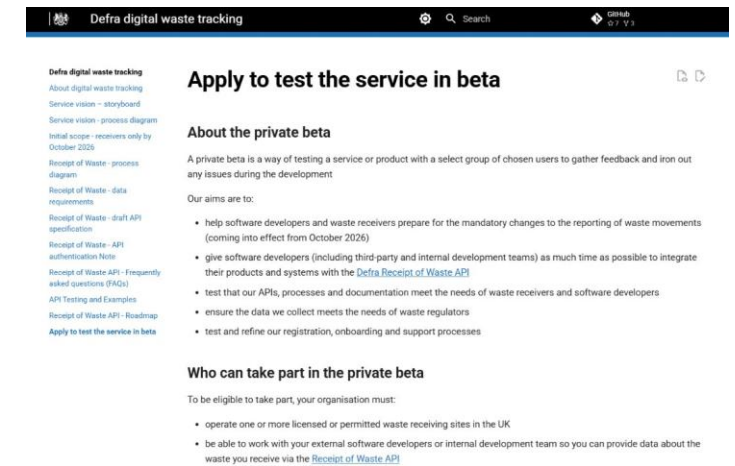 Defra digital waste tracking
Search
GitHub
7 3
Defra digital waste tracking
About digital waste tracking
Service vision – storyboard
Service vision - process diagram
Initial scope - receivers only by
October 2026
Receipt of Waste - process
diagram
Receipt of Waste - data
requirements
Receipt of Waste - draft API
specification
Receipt of Waste - API
authentication Note
Receipt of Waste API - Frequently
asked questions (FAQs)
API Testing and Examples
Receipt of Waste API - Roadmap
Apply to test the service in beta
Apply to test the service in beta
About the private beta
A private beta is a way of testing a service or product with a select group of chosen users to gather feedback and iron out
any issues during the development
Our aims are to:
• help software developers and waste receivers prepare for the mandatory changes to the reporting of waste movements
(coming into effect from October 2026)
• give software developers (including third-party and internal development teams) as much time as possible to integrate
their products and systems with the Defra Receipt of Waste API
• test that our APIs, processes and documentation meet the needs of waste receivers and software developers
• ensure the data we collect meets the needs of waste regulators
• test and refine our registration, onboarding and support processes
Who can take part in the private beta
To be eligible to take part, your organisation must:
• operate one or more licensed or permitted waste receiving sites in the UK
• be able to work with your external software developers or internal development team so you can provide data about the
waste you receive via the Receipt of Waste API